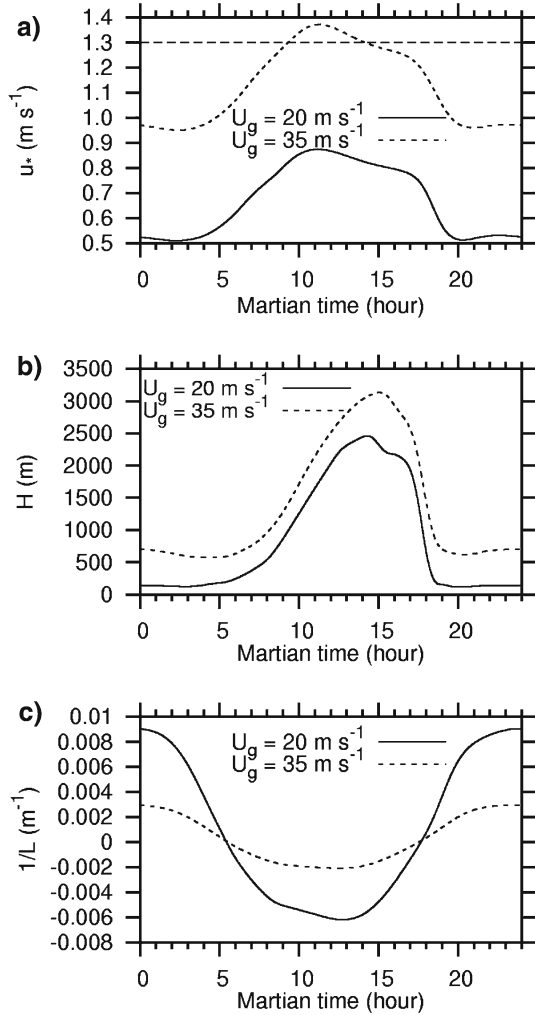 a)
1.4
1.3
1.2
1.1
1.0
0.9
0.8
0.7
0.6
0.5
u* (m s-1)
Ug = 20 m s-1
Ug = 35 m s-1
0 5 10 15 20
Martian time (hour)
b)
3500
3000
2500
2000
1500
1000
500
0
H (m)
Ug = 20 m s-1
Ug = 35 m s-1
0 5 10 15 20
Martian time (hour)
c)
0.01
0.008
0.006
0.004
0.002
0
-0.002
-0.004
-0.006
-0.008
1/L (m-1)
Ug = 20 m s-1
Ug = 35 m s-1
0 5 10 15 20
Martian time (hour)